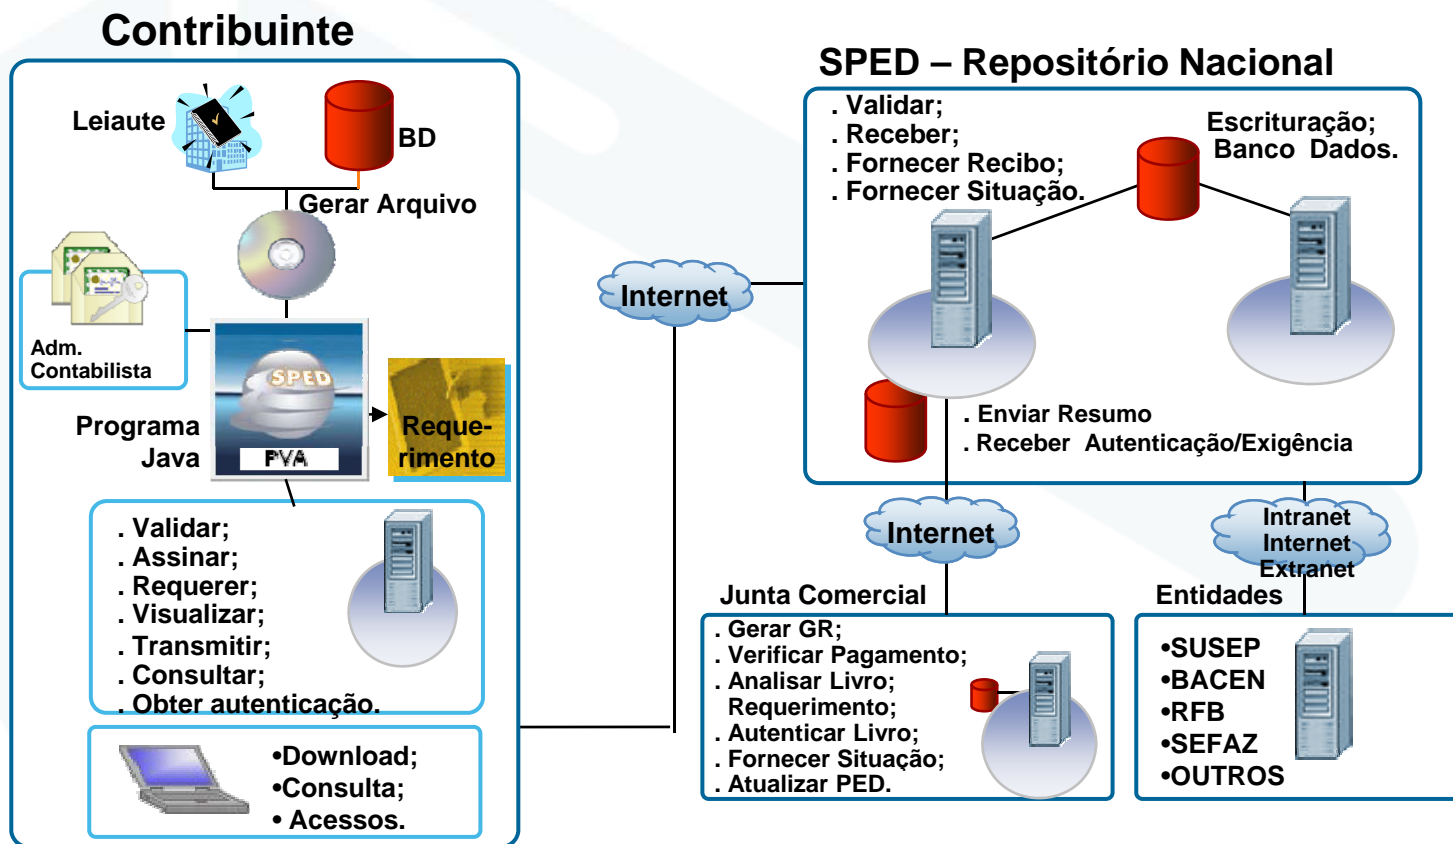 Contribuinte
Leiaute
BD
Gerar Arquivo
Adm.
Contabilista
SPED
PVA
Programa
Java
Reque-
rimento
. Validar;
. Assinar;
. Requerer;
. Visualizar;
. Transmitir;
. Consultar;
. Obter autenticação.
•Download;
•Consulta;
• Acessos.
Internet
SPED – Repositório Nacional
. Validar;
. Receber;
. Fornecer Recibo;
. Fornecer Situação.
Escrituração;
Banco Dados.
. Enviar Resumo
. Receber Autenticação/Exigência
Internet
Intranet
Internet
Extranet
Junta Comercial
. Gerar GR;
. Verificar Pagamento;
. Analisar Livro;
Requerimento;
. Autenticar Livro;
. Fornecer Situação;
. Atualizar PED.
Entidades
•SUSEP
•BACEN
•RFB
•SEFAZ
•OUTROS